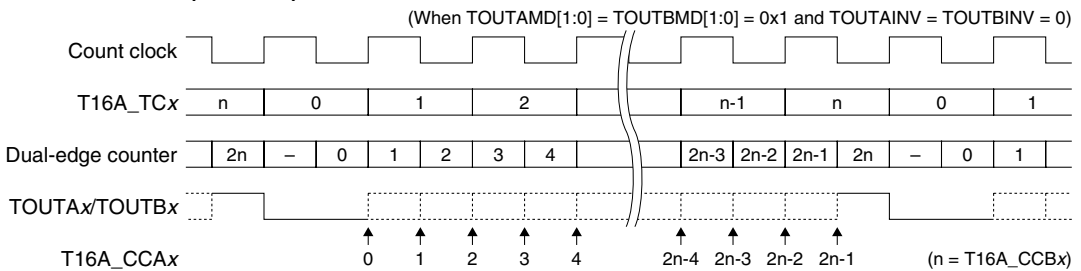 (When TOUTAMD[1:0] = TOUTBMD[1:0] = 0x1 and TOUTAINV = TOUTBINV = 0)
Count clock
T16A_TCx n 0 1 2 n-1 n 0 1
Dual-edge counter 2n – 0 1 2 3 4 2n-3 2n-2 2n-1 2n – 0 1
TOUTAx/TOUTBx
T16A_CCAx 0 1 2 3 4 2n-4 2n-3 2n-2 2n-1 (n = T16A_CCBx)